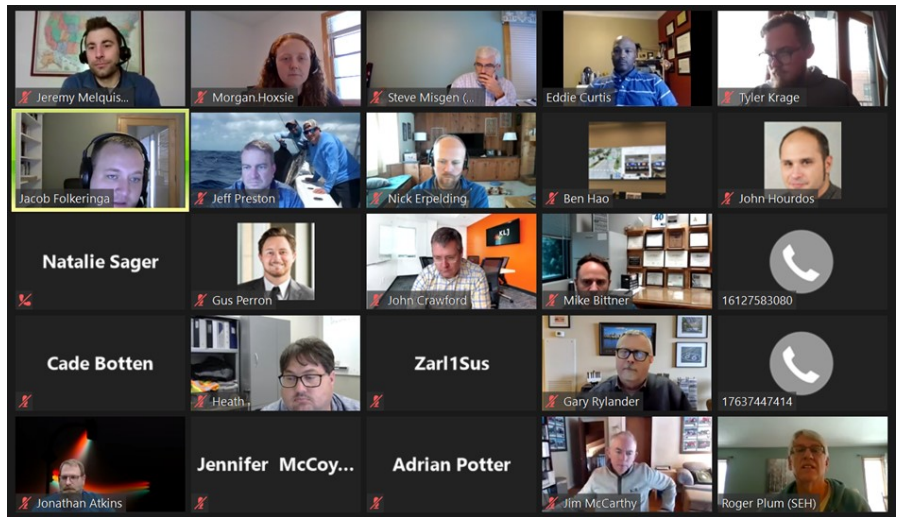 Jeremy Melquis...
Morgan.Hoxsie
Steve Misgen (...
Eddie Curtis
Tyler Krage
Jacob Folkeringa
Jeff Preston
Nick Erpelding
Ben Hao
John Hourdos
Natalie Sager
Gus Perron
KLJ
John Crawford
40
Mike Bittner
16127583080
Cade Botten
Heath
Zarl1Sus
Gary Rylander
17637447414
Jonathan Atkins
Jennifer McCoy...
Adrian Potter
Jim McCarthy
Roger Plum (SEH)